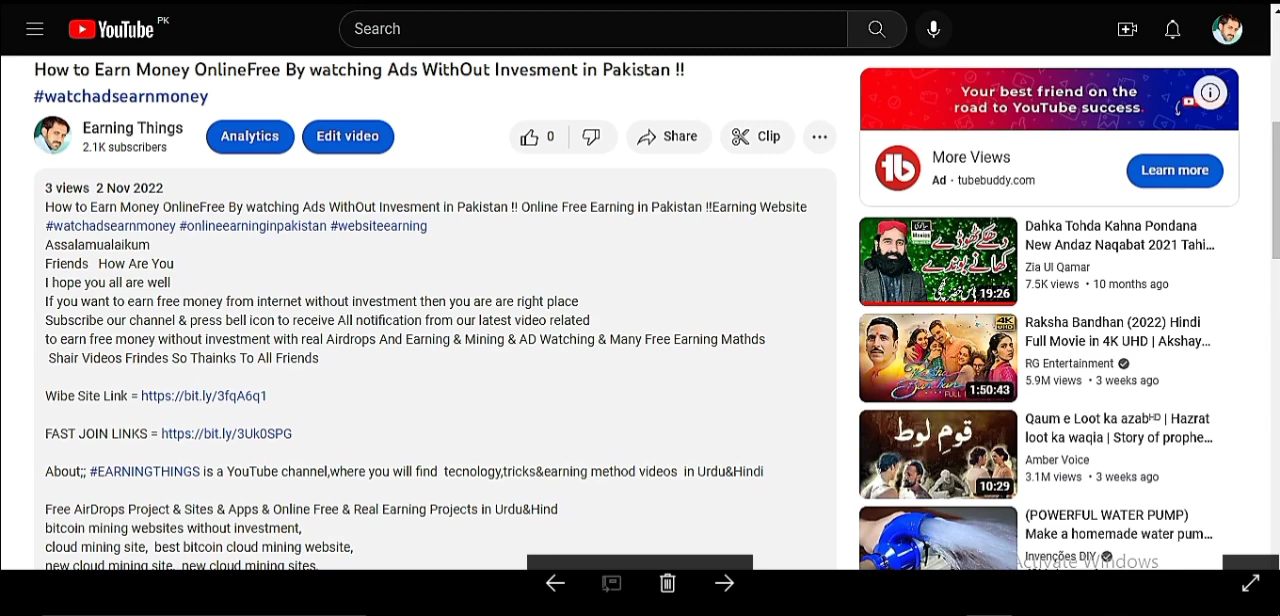 YouTube PK
Search
How to Earn Money OnlineFree By watching Ads WithOut Invesment in Pakistan !!
#watchadsearnmoney
Earning Things
2.1K subscribers
Analytics
Edit video
0
Share
Clip
3 views 2 Nov 2022
How to Earn Money OnlineFree By watching Ads WithOut Invesment in Pakistan !! Online Free Earning in Pakistan !!Earning Website
#watchadsearnmoney #onlineearninginpakistan #websiteearning
Assalamualaikum
Friends How Are You
I hope you all are well
If you want to earn free money from internet without investment then you are are right place
Subscribe our channel & press bell icon to receive All notification from our latest video related
to earn free money without investment with real Airdrops And Earning & Mining & AD Watching & Many Free Earning Mathds
Shair Videos Frindes So Thainks To All Friends
Wibe Site Link = https://bit.ly/3fqA6q1
FAST JOIN LINKS = https://bit.ly/3Uk0SPG
About;; #EARNINGTHINGS is a YouTube channel,where you will find tecnology,tricks&earning method videos in Urdu&Hindi
Free AirDrops Project & Sites & Apps & Online Free & Real Earning Projects in Urdu&Hind
bitcoin mining websites without investment,
cloud mining site, best bitcoin cloud mining website,
new cloud mining site, new cloud mining sites,
Your best friend on the
road to YouTube success.
More Views
Ad · tubebuddy.com
Learn more
19:26
Dahka Tohda Kahna Pondana
New Andaz Naqabat 2021 Tahi...
Zia Ul Qamar
7.5K views • 10 months ago
4K
UHD
1:50:43
Raksha Bandhan (2022) Hindi
Full Movie in 4K UHD | Akshay...
RG Entertainment
5.9M views • 3 weeks ago
قوم لوط
10:29
Qaum e Loot ka azabᴴᴰ | Hazrat
loot ka waqia | Story of prophe...
Amber Voice
3.1M views • 3 weeks ago
(POWERFUL WATER PUMP)
Make a homemade water pum...
Invenções DIY
Activate Windows